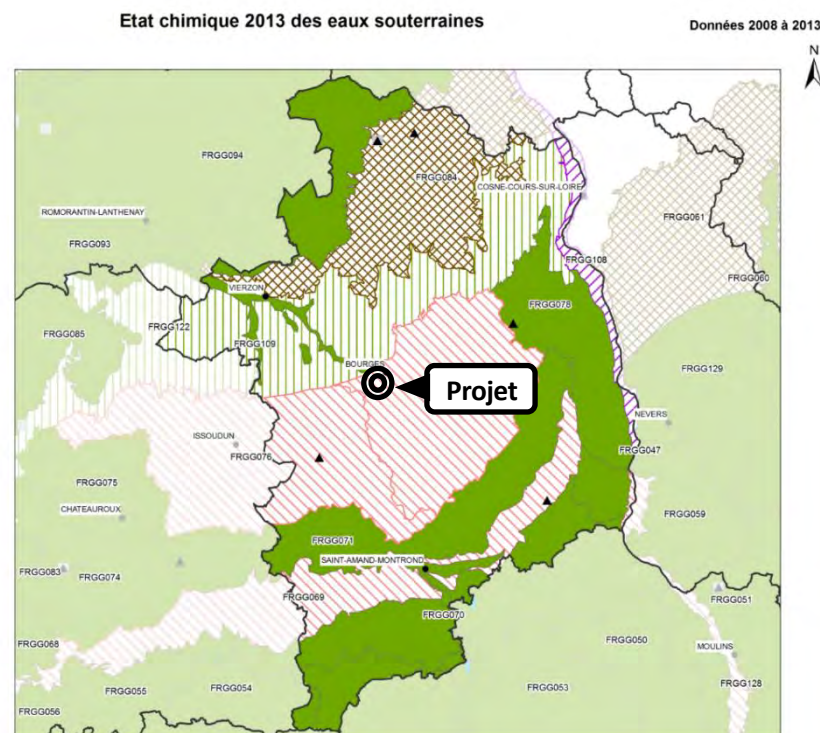 Etat chimique 2013 des eaux souterraines
Données 2008 à 2013
N
FRGG094
FRGG084
COSNE-COURS-SUR-LOIRE
ROMORANTIN-LANTHENAY
FRGG061
FRGG093
FRGG108
FRGG060
VIERZON
FRGG078
FRGG085
FRGG122
FRGG109
BOURGES
FRGG129
Projet
NEVERS
ISSOUDUN
FRGG076
FRGG047
FRGG075
CHATEAUROUX
FRGG059
FRGG071
SAINT-AMAND-MONTROND
FRGG083
FRGG074
FRGG069
FRGG051
FRGG070
FRGG068
FRGG050
MOULINS
FRGG055
FRGG054
FRGG053
FRGG128
FRGG056